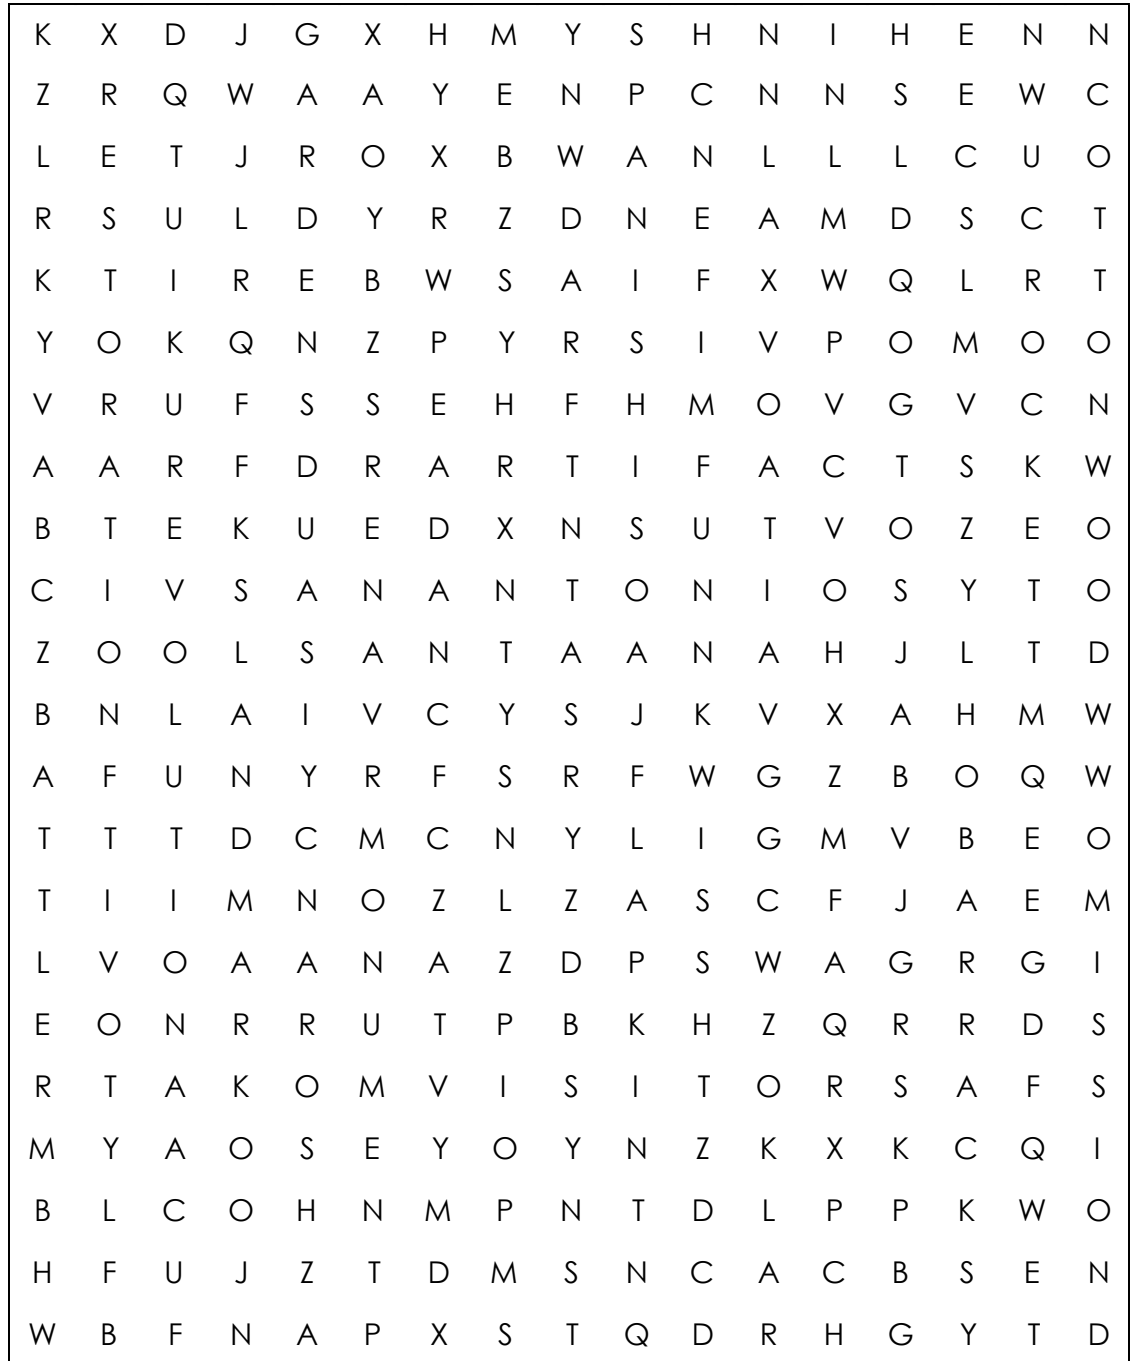 K X D J G X H M Y S H N I H E N N
Z R Q W A A Y E N P C N N S E W C
L E T J R O X B W A N L L L C U O
R S U L D Y R Z D N E A M D S C T
K T I R E B W S A I F X W Q L R T
Y O K Q N Z P Y R S I V P O M O O
V R U F S S E H F H M O V G V C N
A A R F D R A R T I F A C T S K W
B T E K U E D X N S U T V O Z E O
C I V S A N A N T O N I O S Y T O
Z O O L S A N T A A N A H J L T D
B N L A I V C Y S J K V X A H M W
A F U N Y R F S R F W G Z B O Q W
T T T D C M C N Y L I G M V B E O
T I I M N O Z L Z A S C F J A E M
L V O A A N A Z D P S W A G R G I
E O N R R U T P B K H Z Q R R D S
R T A K O M V I S I T O R S A F S
M Y A O S E Y O Y N Z K X K C Q I
B L C O H N M P N T D L P P K W O
H F U J Z T D M S N C A C B S E N
W B F N A P X S T Q D R H G Y T D